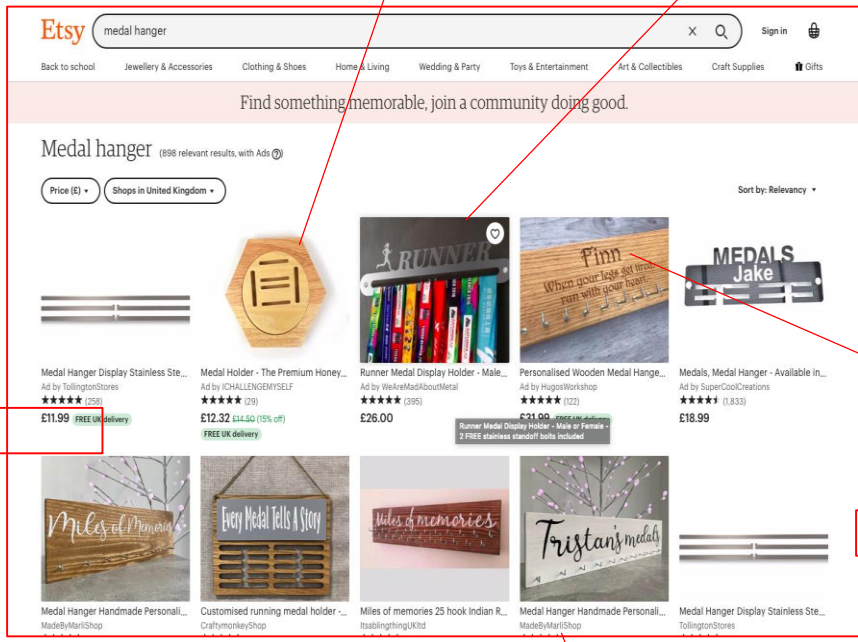 Etsy
medal hanger
X
Sign in
Back to school Jewellery & Accessories Clothing & Shoes Home & Living Wedding & Party Toys & Entertainment Art & Collectibles Craft Supplies Gifts
Find something memorable, join a community doing good.
Medal hanger (898 relevant results, with Ads ?)
Price (£) Shops in United Kingdom Sort by: Relevancy
RUNNER
Finn
When your legs get tired,
run with your heart.
MEDALS
Jake
Medal Hanger Display Stainless Ste...
Ad by TollingtonStores
(258)
£11.99 FREE UK delivery
Medal Holder - The Premium Honey...
Ad by ICHALLENGEMYSELF
(29)
£12.32 £14.50 (15% off)
FREE UK delivery
Runner Medal Display Holder - Male...
Ad by WeAreMadAboutMetal
(395)
£26.00
Personalised Wooden Medal Hange...
Ad by HugosWorkshop
(122)
£31.99 FREE UK delivery
Runner Medal Display Holder - Male or Female -
2 FREE stainless standoff bolts included
Medals, Medal Hanger - Available in...
Ad by SuperCoolCreations
(1,833)
£18.99
Miles of Memories
Every Medal Tells A Story
Miles of memories
Tristan's medals
Medal Hanger Handmade Personali...
MadeByMarliShop
Customised running medal holder -...
CraftymonkeyShop
Miles of memories 25 hook Indian R...
ItsablingthingUKltd
Medal Hanger Handmade Personali...
MadeByMarliShop
Medal Hanger Display Stainless Ste...
TollingtonStores